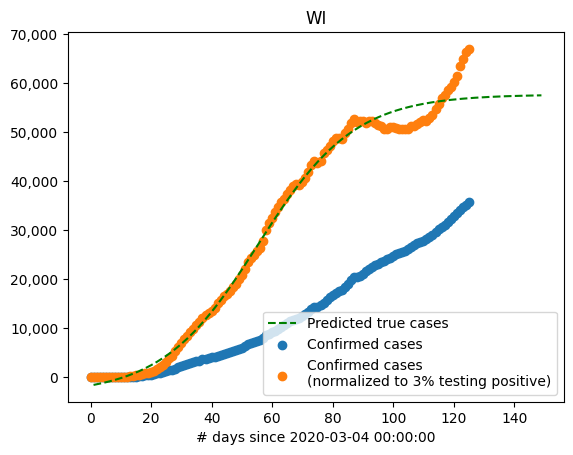 WI
70,000
60,000
50,000
40,000
30,000
20,000
10,000
0
Predicted true cases
Confirmed cases
Confirmed cases
(normalized to 3% testing positive)
0 20 40 60 80 100 120 140
# days since 2020-03-04 00:00:00